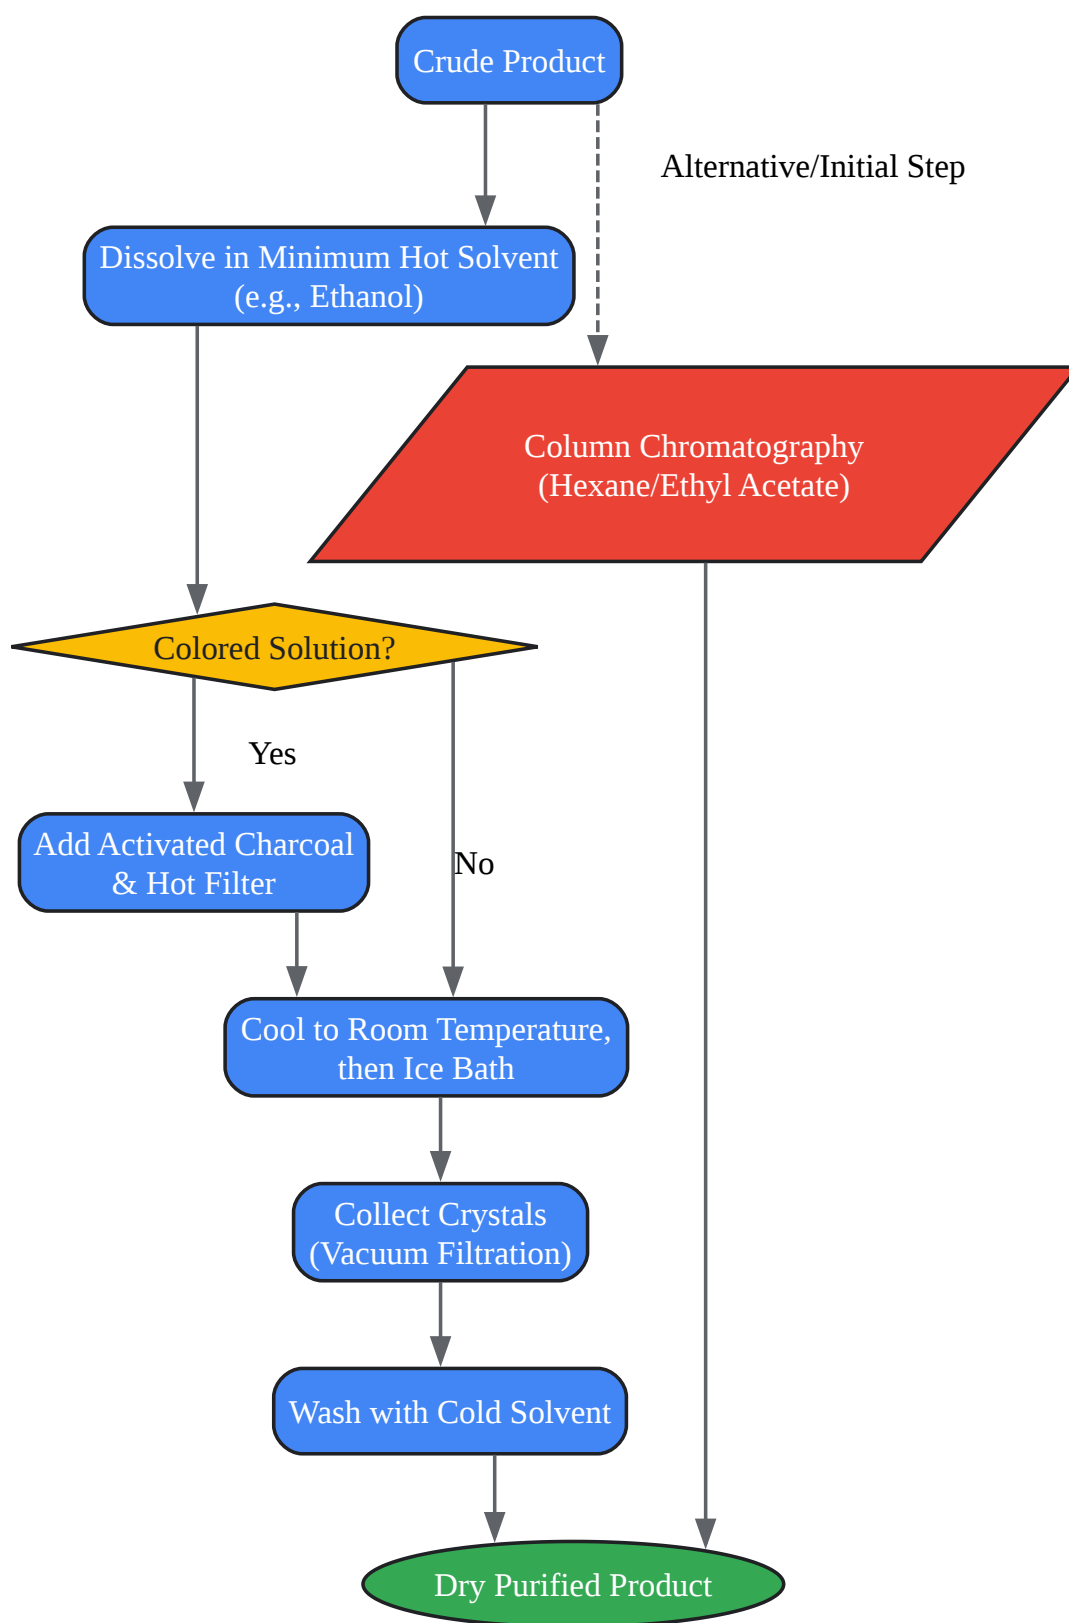 Crude Product
Alternative/Initial Step
Dissolve in Minimum Hot Solvent
(e.g., Ethanol)
Column Chromatography
(Hexane/Ethyl Acetate)
Colored Solution?
Yes
Add Activated Charcoal
& Hot Filter
No
Cool to Room Temperature,
then Ice Bath
Collect Crystals
(Vacuum Filtration)
Wash with Cold Solvent
Dry Purified Product